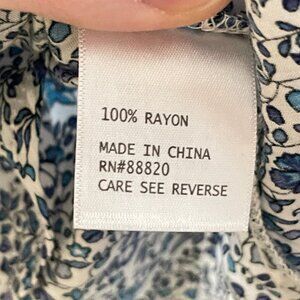 100% RAYON
MADE IN CHINA
RN#88820
CARE SEE REVERSE